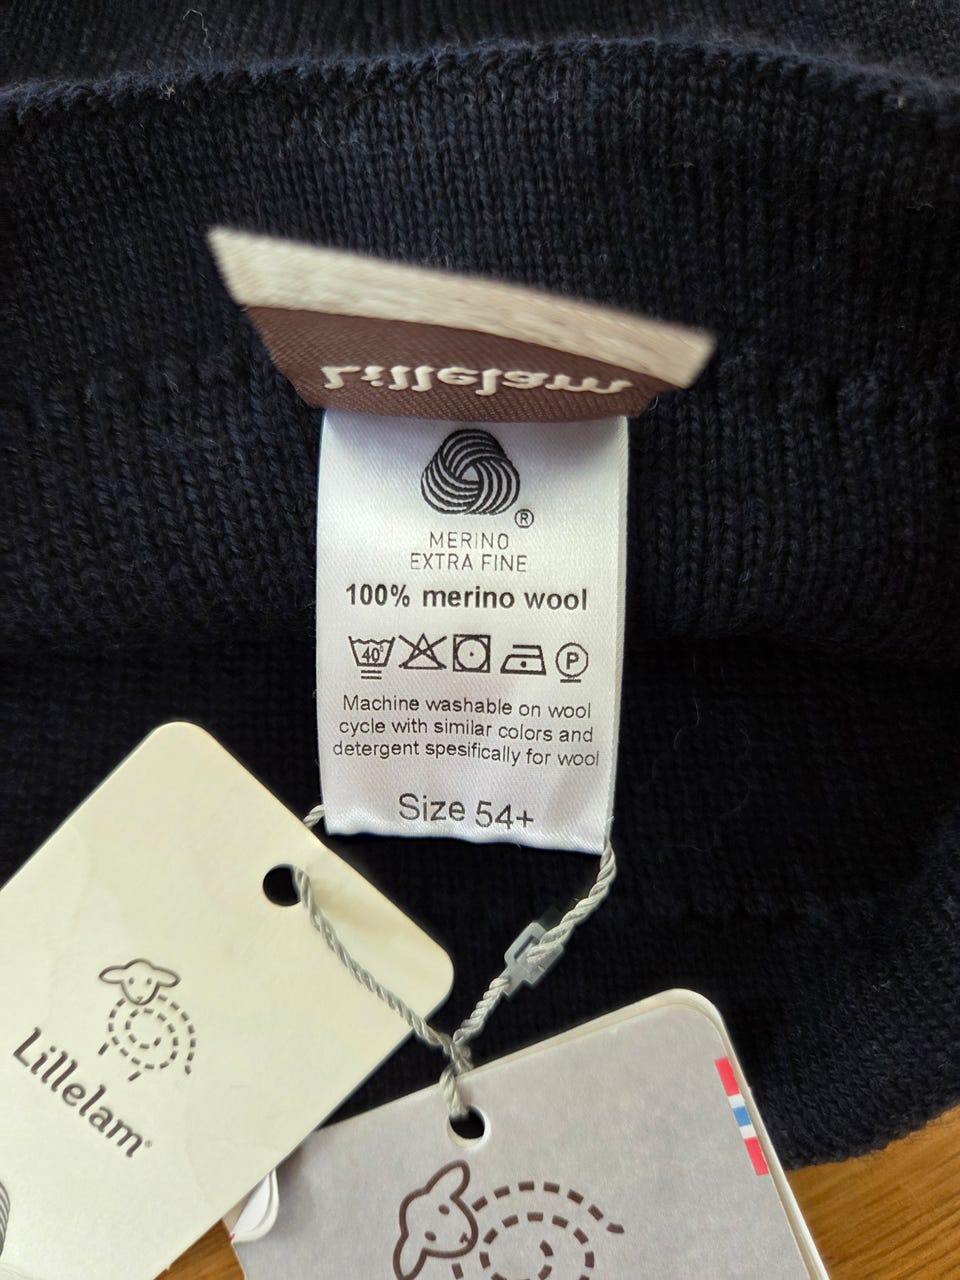 Lillelam
®
MERINO
EXTRA FINE
100% merino wool
40°
P
Machine washable on wool
cycle with similar colors and
detergent spesifically for wool
Size 54+
Lillelam®